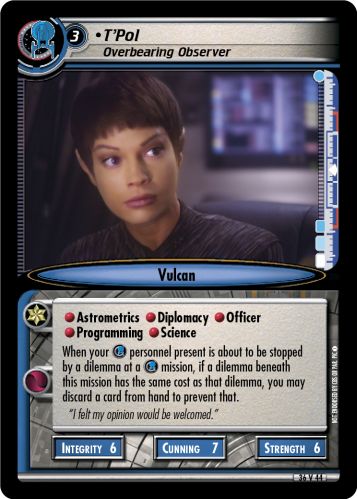 3
•T'Pol
Overbearing Observer
Vulcan
Astrometrics Diplomacy Officer
Programming Science
When your personnel present is about to be stopped
by a dilemma at a mission, if a dilemma beneath
this mission has the same cost as that dilemma, you may
discard a card from hand to prevent that.
"I felt my opinion would be welcomed."
INTEGRITY 6 CUNNING 7 STRENGTH 6
36 V 44